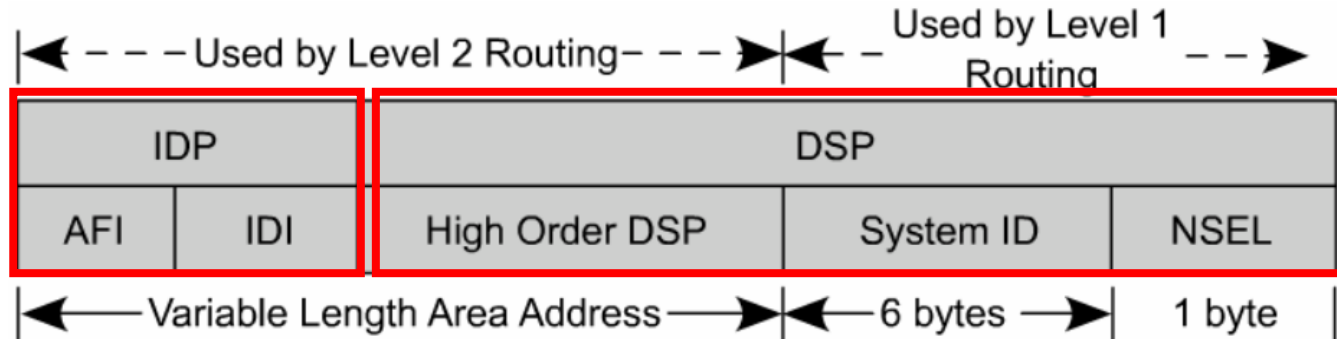 Used by Level 2 Routing
Used by Level 1
Routing
IDP
DSP
AFI
IDI
High Order DSP
System ID
NSEL
Variable Length Area Address
6 bytes
1 byte